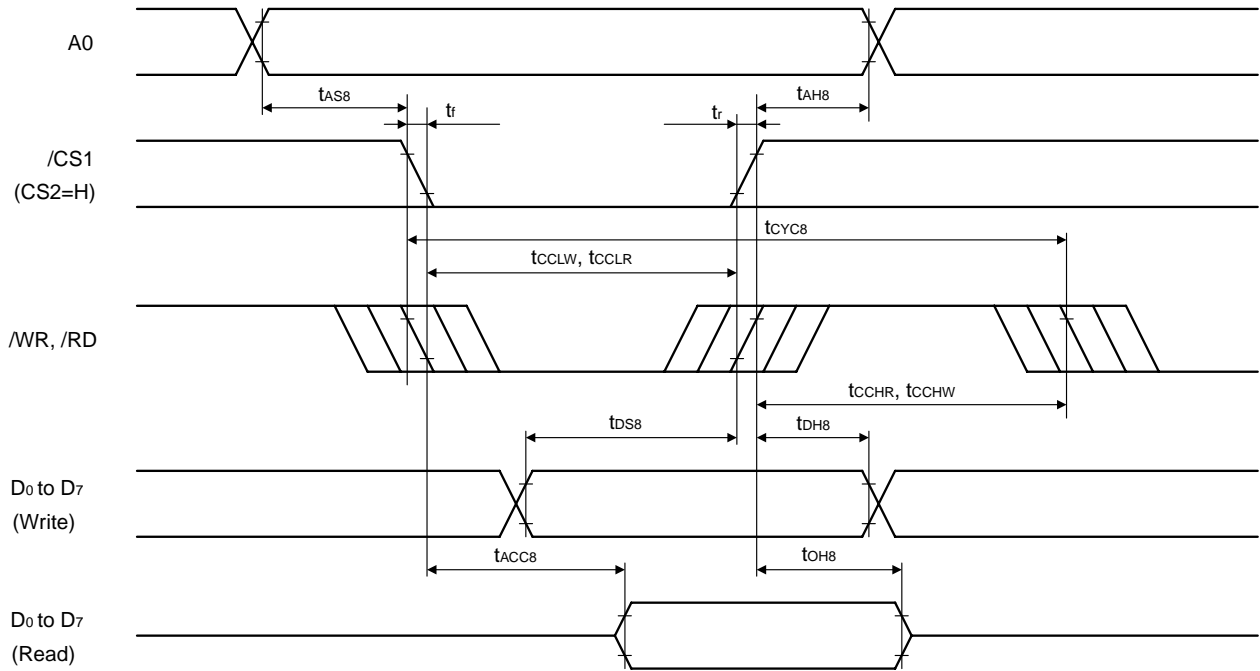 A0
tAS8
tf
tr
tAH8
/CS1
(CS2=H)
tCYC8
tCCLW, tCCLR
/WR, /RD
tCCHR, tCCHW
tDS8
tDH8
D0 to D7
(Write)
tACC8
tOH8
D0 to D7
(Read)